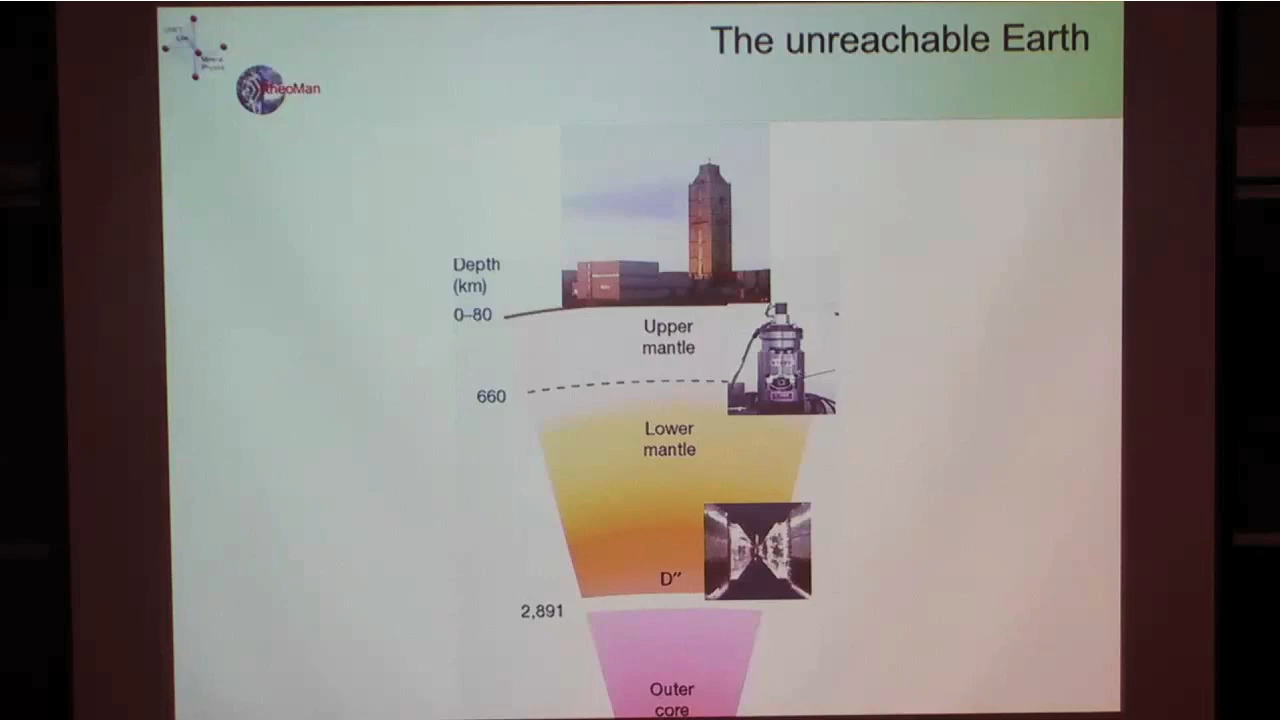 The unreachable Earth
RheoMan
Depth
(km)
0–80
Upper
mantle
660
Lower
mantle
D″
2,891
Outer
core